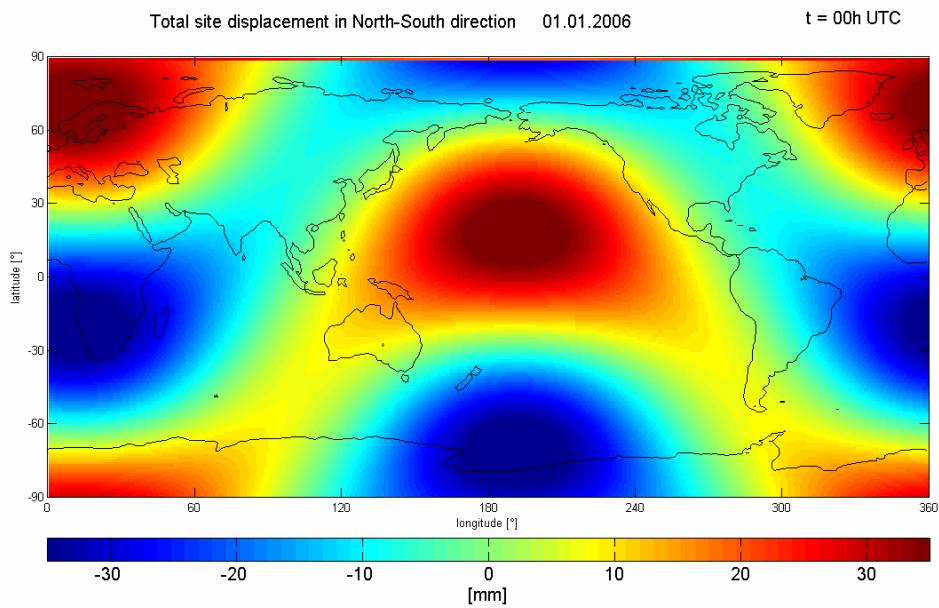 Total site displacement in North-South direction 01.01.2006 t = 00h UTC
90
60
30
0
-30
-60
-90
latitude [°]
0 60 120 180 240 300 360
longitude [°]
-30 -20 -10 0 10 20 30
[mm]